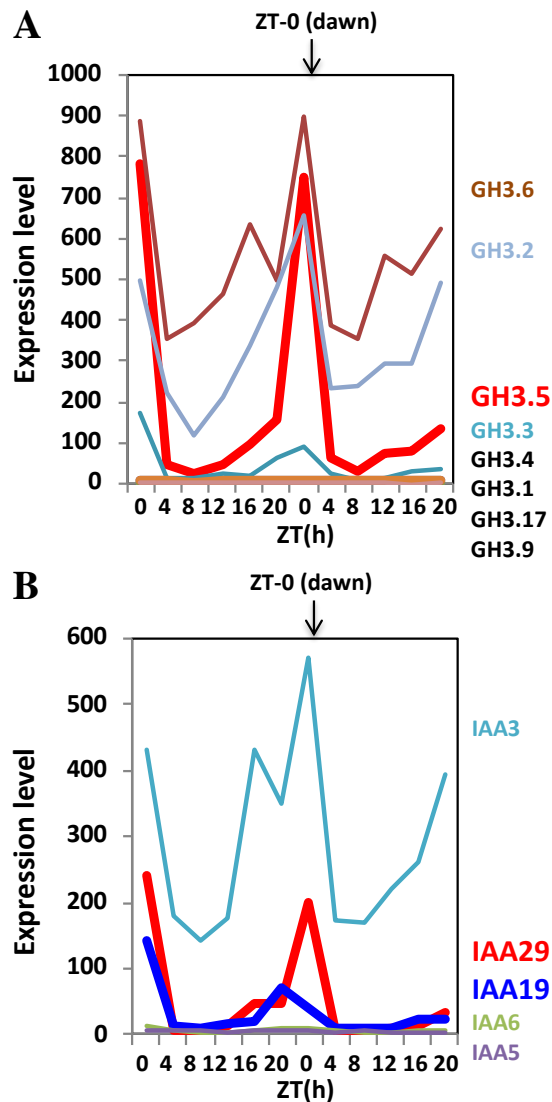 A
ZT-0 (dawn)
Expression level
1000
900
800
700
600
500
400
300
200
100
0
0 4 8 12 16 20 0 4 8 12 16 20
ZT(h)
GH3.6
GH3.2
GH3.5
GH3.3
GH3.4
GH3.1
GH3.17
GH3.9
B
ZT-0 (dawn)
Expression level
600
500
400
300
200
100
0
0 4 8 12 16 20 0 4 8 12 16 20
ZT(h)
IAA3
IAA29
IAA19
IAA6
IAA5